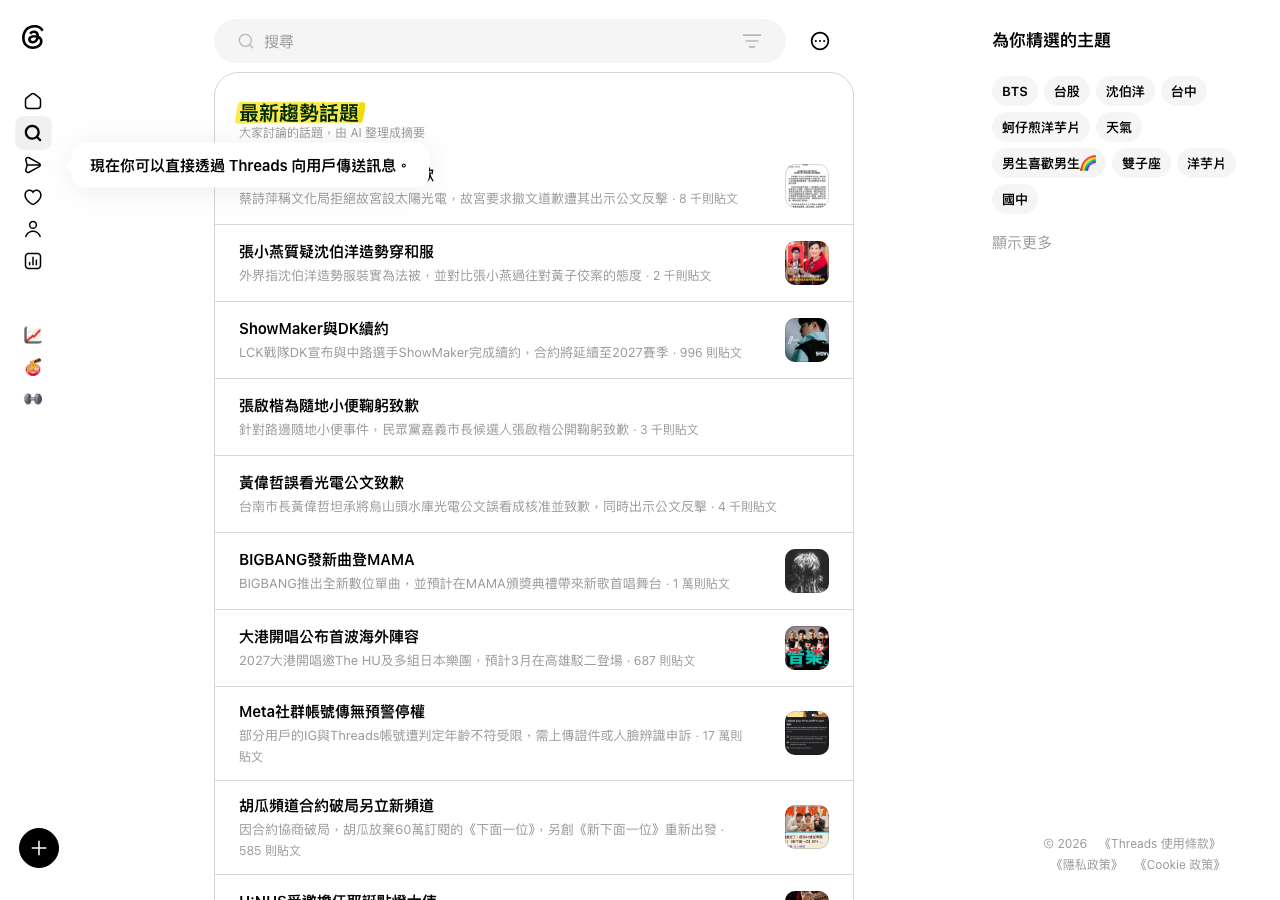 搜尋
最新趨勢話題
大家討論的話題，由 AI 整理成摘要
現在你可以直接透過 Threads 向用戶傳送訊息。
蔡詩萍稱文化局拒絕故宮設太陽光電，故宮要求撤文道歉遭其出示公文反擊 · 8 千則貼文
張小燕質疑沈伯洋造勢穿和服
外界指沈伯洋造勢服裝實為法被，並對比張小燕過往對黃子佼案的態度 · 2 千則貼文
ShowMaker與DK續約
LCK戰隊DK宣布與中路選手ShowMaker完成續約，合約將延續至2027賽季 · 996 則貼文
張啟楷為隨地小便鞠躬致歉
針對路邊隨地小便事件，民眾黨嘉義市長候選人張啟楷公開鞠躬致歉 · 3 千則貼文
黃偉哲誤看光電公文致歉
台南市長黃偉哲坦承將烏山頭水庫光電公文誤看成核准並致歉，同時出示公文反擊 · 4 千則貼文
BIGBANG發新曲登MAMA
BIGBANG推出全新數位單曲，並預計在MAMA頒獎典禮帶來新歌首唱舞台 · 1 萬則貼文
大港開唱公布首波海外陣容
2027大港開唱邀The HU及多組日本樂團，預計3月在高雄駁二登場 · 687 則貼文
音樂
Meta社群帳號傳無預警停權
部分用戶的IG與Threads帳號遭判定年齡不符受限，需上傳證件或人臉辨識申訴 · 17 萬則
貼文
胡瓜頻道合約破局另立新頻道
因合約協商破局，胡瓜放棄60萬訂閱的《下面一位》，另創《新下面一位》重新出發 ·
585 則貼文
為你精選的主題
BTS
台股
沈伯洋
台中
蚵仔煎洋芋片
天氣
男生喜歡男生🌈
雙子座
洋芋片
國中
顯示更多
© 2026 《Threads 使用條款》
《隱私政策》 《Cookie 政策》